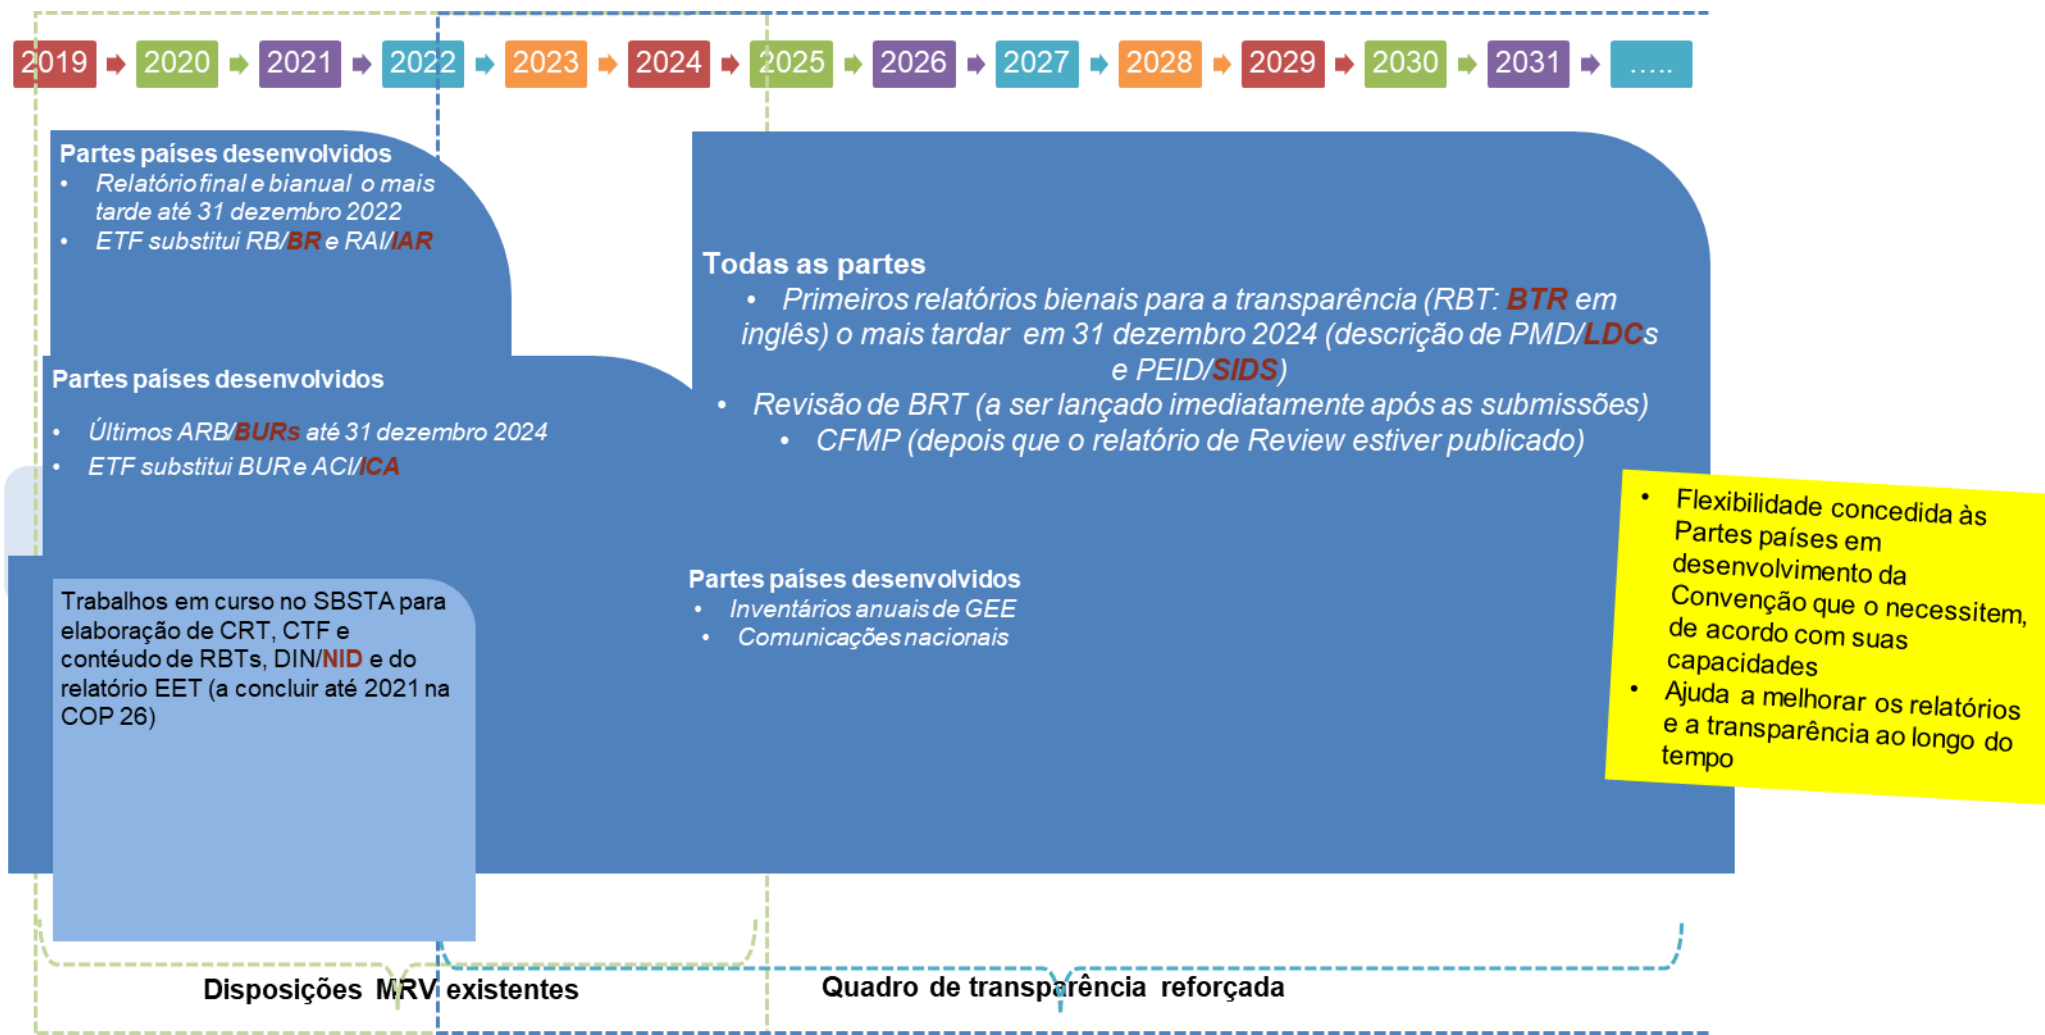 2019 2020 2021 2022 2023 2024 2025 2026 2027 2028 2029 2030 2031 .....
Partes países desenvolvidos
• Relatório final e bianual o mais
tarde até 31 dezembro 2022
• ETF substitui RB/BR e RAI/IAR
Todas as partes
• Primeiros relatórios bienais para a transparência (RBT: BTR em
inglês) o mais tardar em 31 dezembro 2024 (descrição de PMD/LDCs
e PEID/SIDS)
• Revisão de BRT (a ser lançado imediatamente após as submissões)
• CFMP (depois que o relatório de Review estiver publicado)
Partes países desenvolvidos
• Últimos ARB/BURs até 31 dezembro 2024
• ETF substitui BUR e ACI/ICA
• Flexibilidade concedida às
Partes países em
desenvolvimento da
Convenção que o necessitem,
de acordo com suas
capacidades
• Ajuda a melhorar os relatórios
e a transparência ao longo do
tempo
Partes países desenvolvidos
• Inventários anuais de GEE
• Comunicações nacionais
Trabalhos em curso no SBSTA para
elaboração de CRT, CTF e
contéudo de RBTs, DIN/NID e do
relatório EET (a concluir até 2021 na
COP 26)
Disposições MRV existentes
Quadro de transparência reforçada